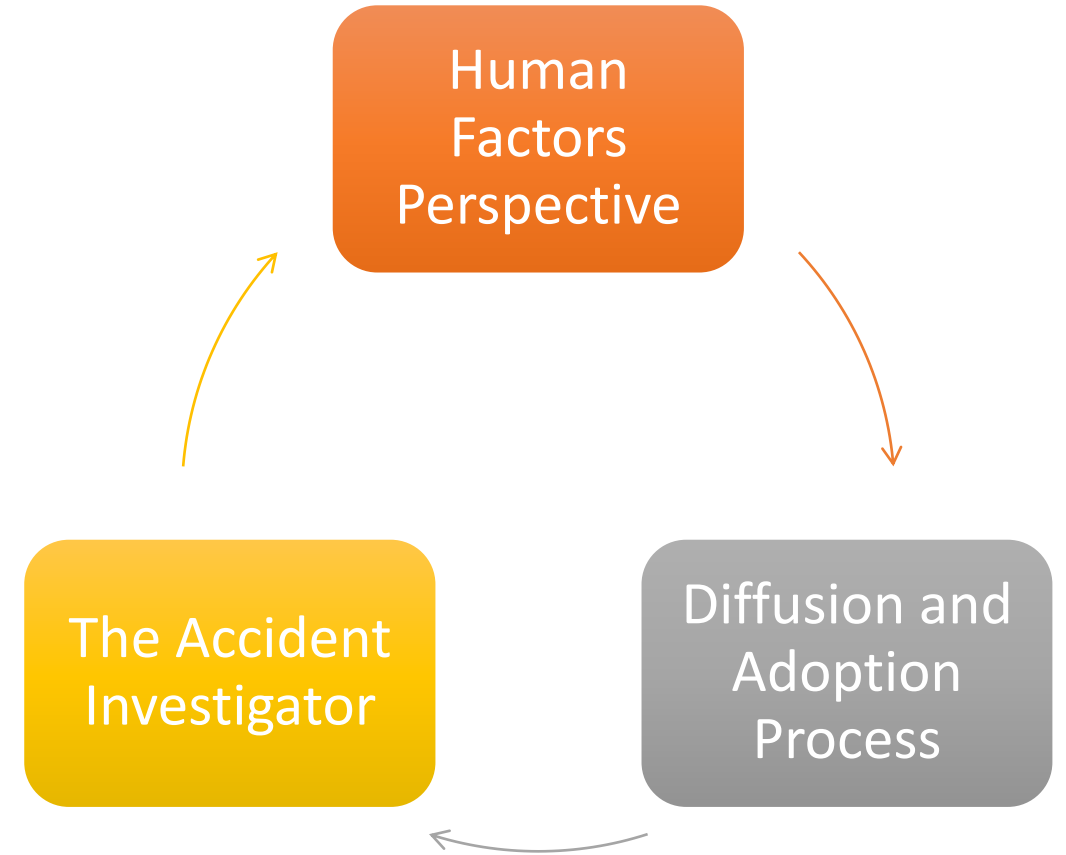 Human
Factors
Perspective
The Accident
Investigator
Diffusion and
Adoption
Process